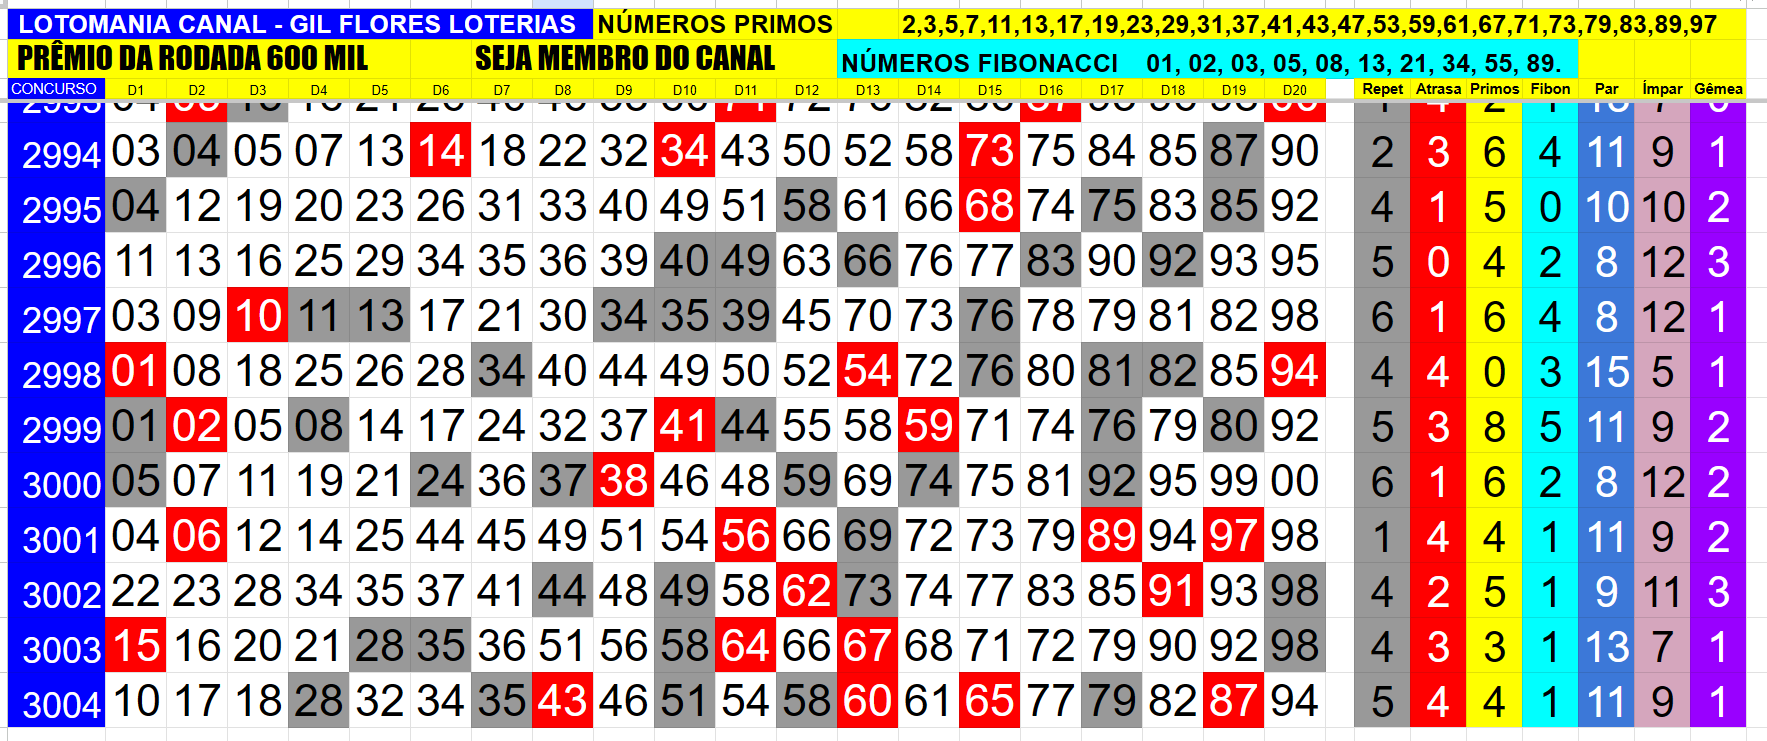 LOTOMANIA CANAL - GIL FLORES LOTERIAS NÚMEROS PRIMOS 2,3,5,7,11,13,17,19,23,29,31,37,41,43,47,53,59,61,67,71,73,79,83,89,97
PRÊMIO DA RODADA 600 MIL SEJA MEMBRO DO CANAL NÚMEROS FIBONACCI 01, 02, 03, 05, 08, 13, 21, 34, 55, 89.
CONCURSO D1 D2 D3 D4 D5 D6 D7 D8 D9 D10 D11 D12 D13 D14 D15 D16 D17 D18 D19 D20 Repet Atrasa Primos Fibon Par Ímpar Gêmea
2994 03 04 05 07 13 14 18 22 32 34 43 50 52 58 73 75 84 85 87 90 2 3 6 4 11 9 1
2995 04 12 19 20 23 26 31 33 40 49 51 58 61 66 68 74 75 83 85 92 4 1 5 0 10 10 2
2996 11 13 16 25 29 34 35 36 39 40 49 63 66 76 77 83 90 92 93 95 5 0 4 2 8 12 3
2997 03 09 10 11 13 17 21 30 34 35 39 45 70 73 76 78 79 81 82 98 6 1 6 4 8 12 1
2998 01 08 18 25 26 28 34 40 44 49 50 52 54 72 76 80 81 82 85 94 4 4 0 3 15 5 1
2999 01 02 05 08 14 17 24 32 37 41 44 55 58 59 71 74 76 79 80 92 5 3 8 5 11 9 2
3000 05 07 11 19 21 24 36 37 38 46 48 59 69 74 75 81 92 95 99 00 6 1 6 2 8 12 2
3001 04 06 12 14 25 44 45 49 51 54 56 66 69 72 73 79 89 94 97 98 1 4 4 1 11 9 2
3002 22 23 28 34 35 37 41 44 48 49 58 62 73 74 77 83 85 91 93 98 4 2 5 1 9 11 3
3003 15 16 20 21 28 35 36 51 56 58 64 66 67 68 71 72 79 90 92 98 4 3 3 1 13 7 1
3004 10 17 18 28 32 34 35 43 46 51 54 58 60 61 65 77 79 82 87 94 5 4 4 1 11 9 1